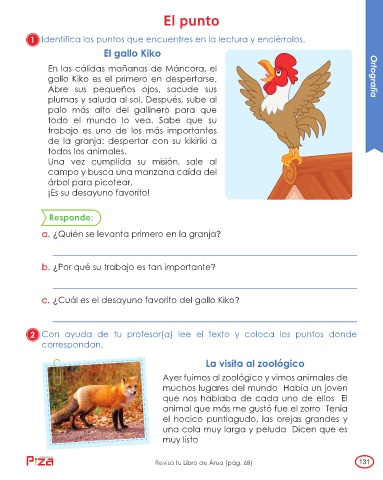 El punto
1 Identifica los puntos que encuentres en la lectura y enciérralos.
El gallo Kiko
En las cálidas mañanas de Máncora, el
gallo Kiko es el primero en despertarse.
Abre sus pequeños ojos, sacude sus
plumas y saluda al sol. Después, sube al
palo más alto del gallinero para que
todo el mundo lo vea. Sabe que su
trabajo es uno de los más importantes
de la granja: despertar con su kikirikí a
todos los animales.
Una vez cumplida su misión, sale al
campo y busca una manzana caída del
árbol para picotear.
¡Es su desayuno favorito!
Ortografía
Responde:
a. ¿Quién se levanta primero en la granja?
b. ¿Por qué su trabajo es tan importante?
c. ¿Cuál es el desayuno favorito del gallo Kiko?
2 Con ayuda de tu profesor(a) lee el texto y coloca los puntos donde
correspondan.
La visita al zoológico
Ayer fuimos al zoológico y vimos animales de
muchos lugares del mundo Había un joven
que nos hablaba de cada uno de ellos El
animal que más me gustó fue el zorro Tenía
el hocico puntiagudo, las orejas grandes y
una cola muy larga y peluda Dicen que es
muy listo
Pza
Revisa tu Libro de Área (pág. 68)
131